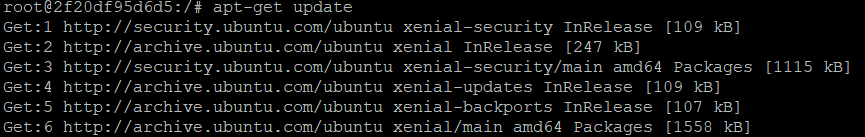 root@2f20df95d6d5:/# apt-get update
Get:1 http://security.ubuntu.com/ubuntu xenial-security InRelease [109 kB]
Get:2 http://archive.ubuntu.com/ubuntu xenial InRelease [247 kB]
Get:3 http://security.ubuntu.com/ubuntu xenial-security/main amd64 Packages [1115 kB]
Get:4 http://archive.ubuntu.com/ubuntu xenial-updates InRelease [109 kB]
Get:5 http://archive.ubuntu.com/ubuntu xenial-backports InRelease [107 kB]
Get:6 http://archive.ubuntu.com/ubuntu xenial/main amd64 Packages [1558 kB]